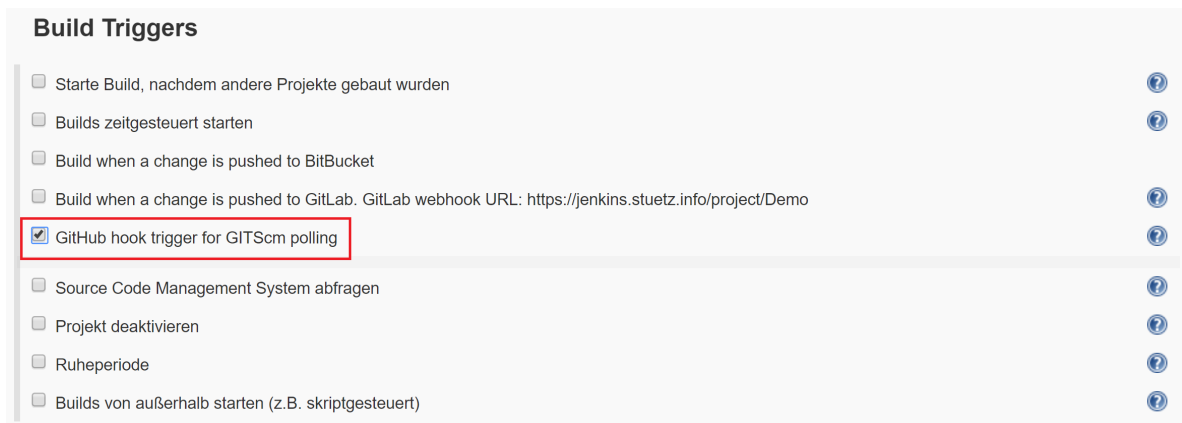 Build Triggers
Starte Build, nachdem andere Projekte gebaut wurden
Builds zeitgesteuert starten
Build when a change is pushed to BitBucket
Build when a change is pushed to GitLab. GitLab webhook URL: https://jenkins.stuetz.info/project/Demo
GitHub hook trigger for GITScm polling
Source Code Management System abfragen
Projekt deaktivieren
Ruheperiode
Builds von außerhalb starten (z.B. skriptgesteuert)